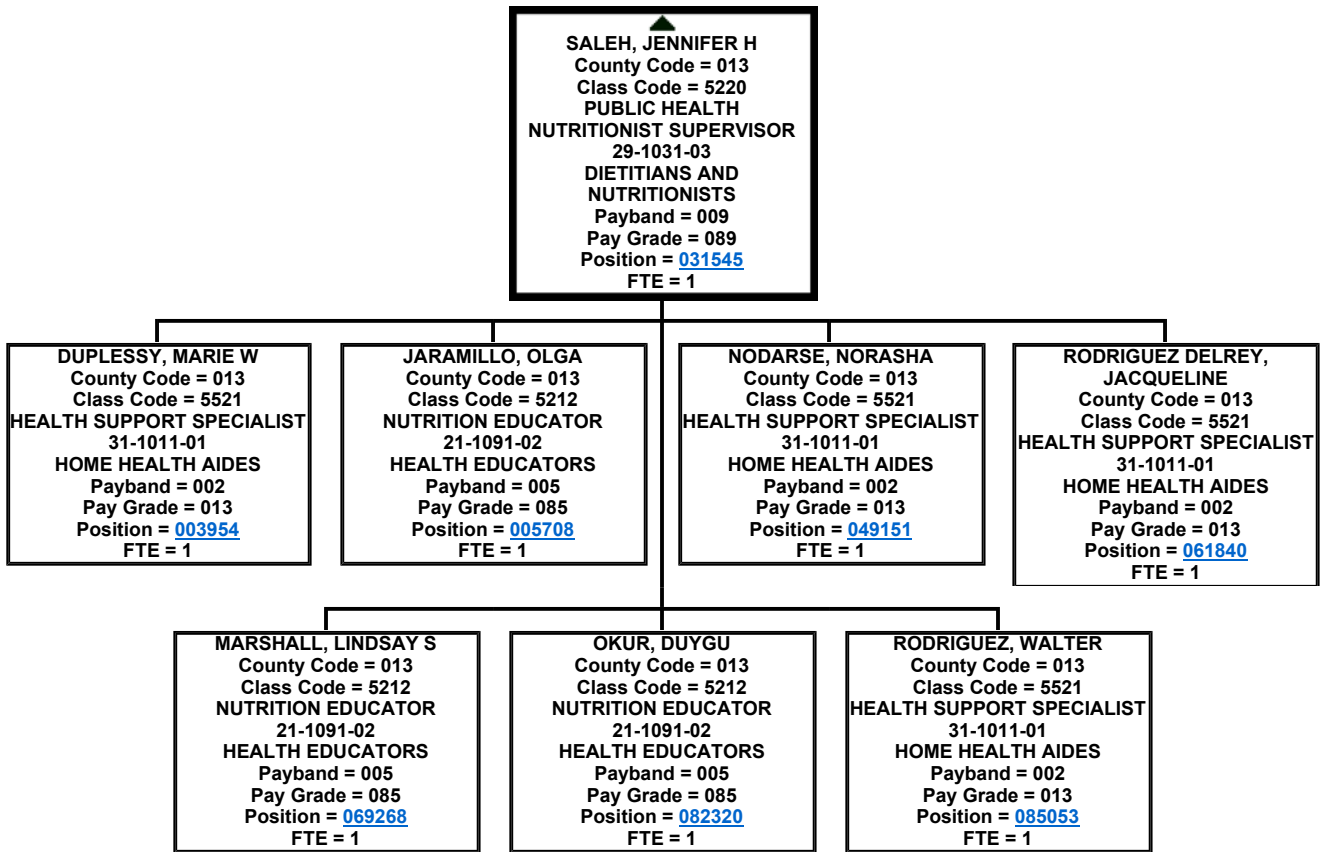 SALEH, JENNIFER H
County Code = 013
Class Code = 5220
PUBLIC HEALTH
NUTRITIONIST SUPERVISOR
29-1031-03
DIETITIANS AND
NUTRITIONISTS
Payband = 009
Pay Grade = 089
Position = 031545
FTE = 1
DUPLESSY, MARIE W
County Code = 013
Class Code = 5521
HEALTH SUPPORT SPECIALIST
31-1011-01
HOME HEALTH AIDES
Payband = 002
Pay Grade = 013
Position = 003954
FTE = 1
JARAMILLO, OLGA
County Code = 013
Class Code = 5212
NUTRITION EDUCATOR
21-1091-02
HEALTH EDUCATORS
Payband = 005
Pay Grade = 085
Position = 005708
FTE = 1
NODARSE, NORASHA
County Code = 013
Class Code = 5521
HEALTH SUPPORT SPECIALIST
31-1011-01
HOME HEALTH AIDES
Payband = 002
Pay Grade = 013
Position = 049151
FTE = 1
RODRIGUEZ DELREY,
JACQUELINE
County Code = 013
Class Code = 5521
HEALTH SUPPORT SPECIALIST
31-1011-01
HOME HEALTH AIDES
Payband = 002
Pay Grade = 013
Position = 061840
FTE = 1
MARSHALL, LINDSAY S
County Code = 013
Class Code = 5212
NUTRITION EDUCATOR
21-1091-02
HEALTH EDUCATORS
Payband = 005
Pay Grade = 085
Position = 069268
FTE = 1
OKUR, DUYGU
County Code = 013
Class Code = 5212
NUTRITION EDUCATOR
21-1091-02
HEALTH EDUCATORS
Payband = 005
Pay Grade = 085
Position = 082320
FTE = 1
RODRIGUEZ, WALTER
County Code = 013
Class Code = 5521
HEALTH SUPPORT SPECIALIST
31-1011-01
HOME HEALTH AIDES
Payband = 002
Pay Grade = 013
Position = 085053
FTE = 1